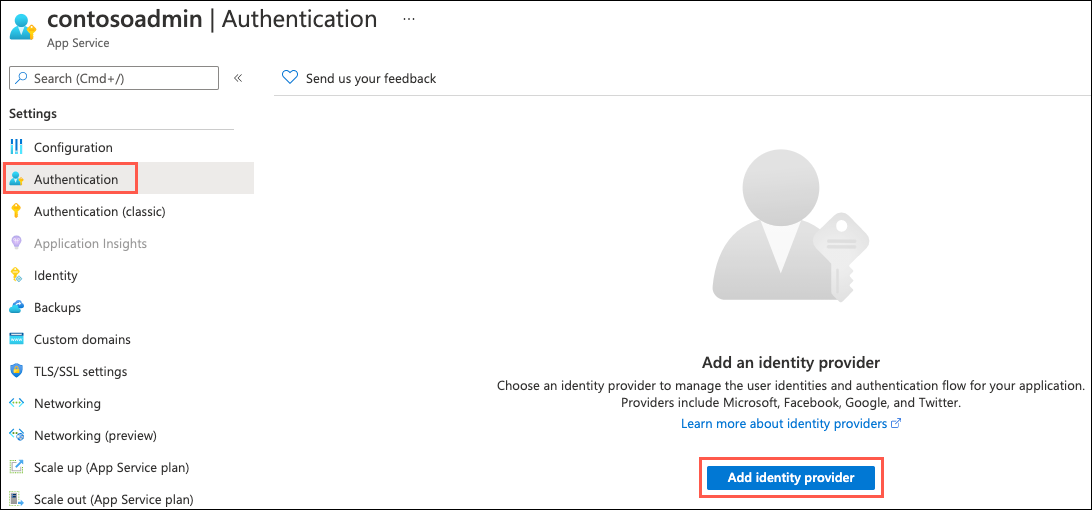 contosoadmin | Authentication ...
App Service
Search (Cmd+/)
«
Send us your feedback
Settings
Configuration
Authentication
Authentication (classic)
Application Insights
Identity
Backups
Custom domains
TLS/SSL settings
Networking
Networking (preview)
Scale up (App Service plan)
Scale out (App Service plan)
Add an identity provider
Choose an identity provider to manage the user identities and authentication flow for your application.
Providers include Microsoft, Facebook, Google, and Twitter.
Learn more about identity providers
Add identity provider